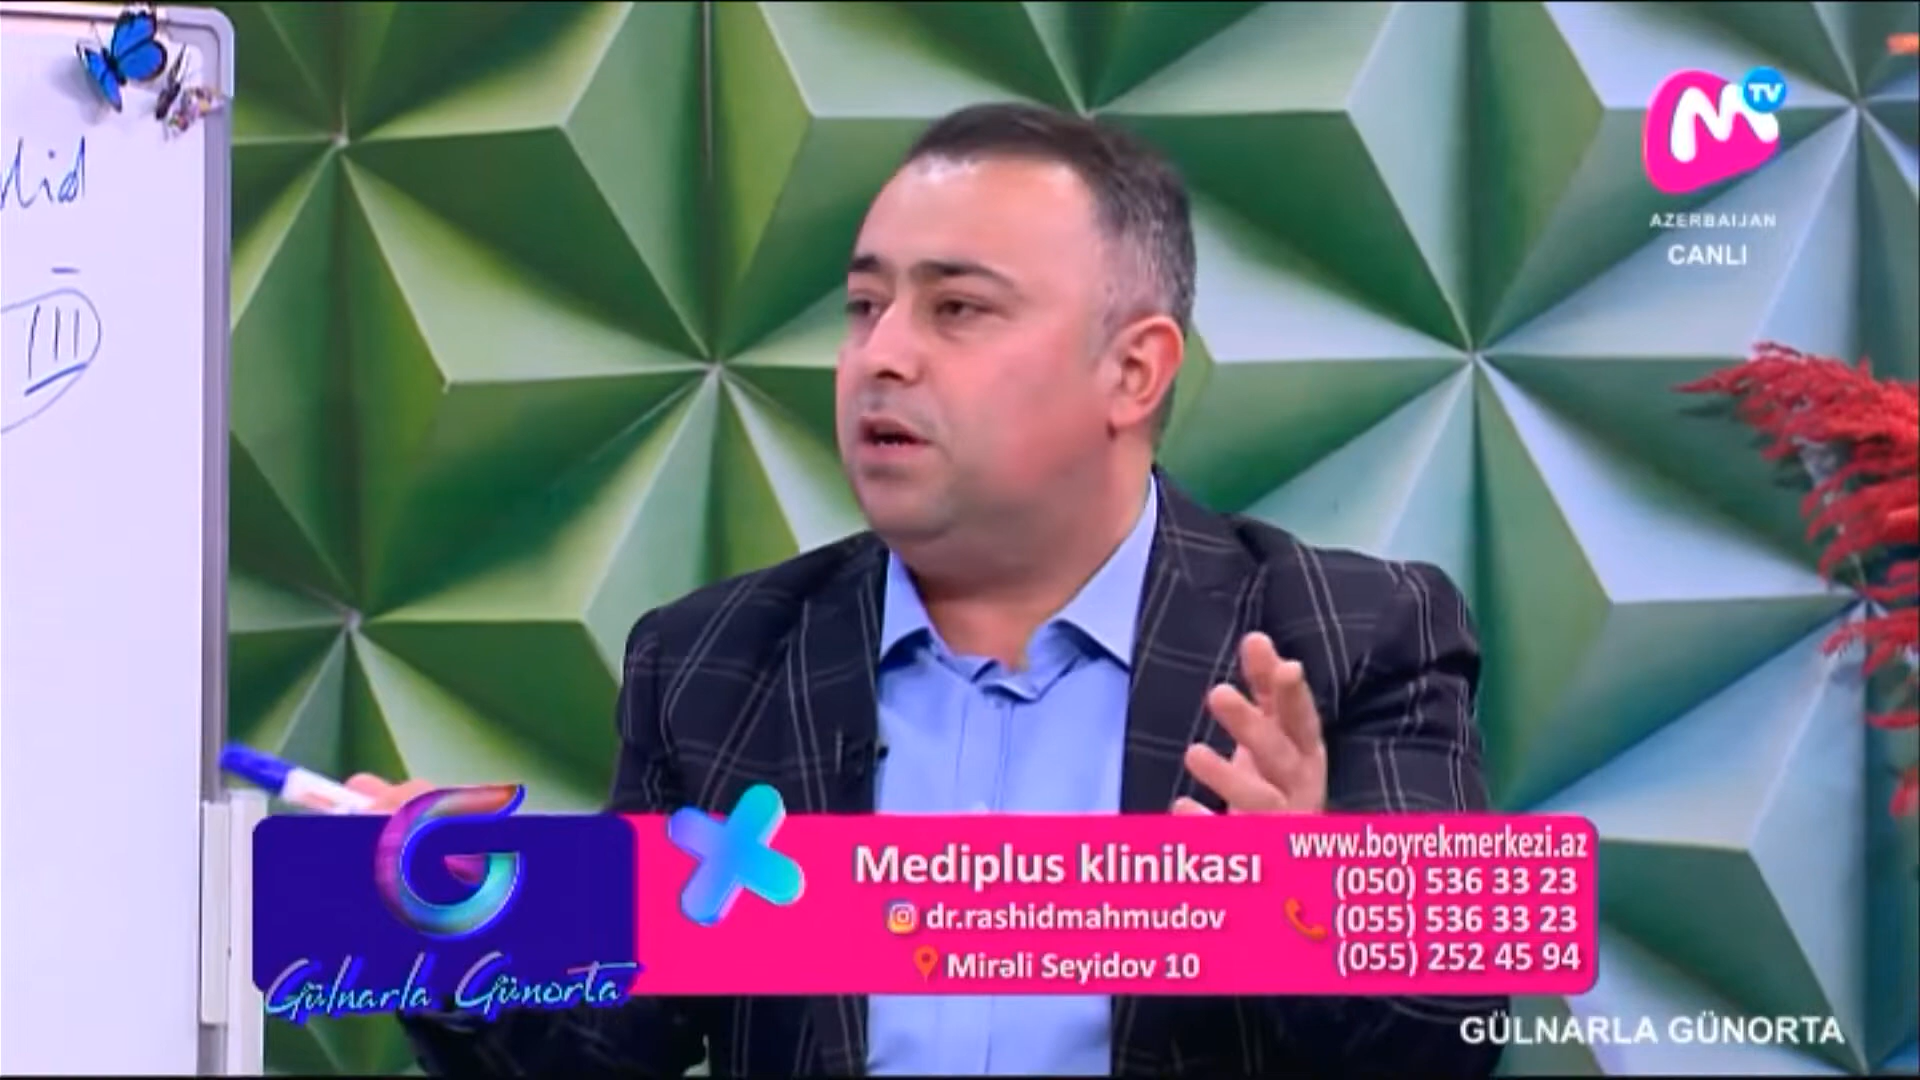 TV
M
AZERBAIJAN
CANLI
III
Mediplus klinikası
dr.rashidmahmudov
Mirəli Seyidov 10
www.boyrekmerkezi.az
(050) 536 33 23
(055) 536 33 23
(055) 252 45 94
Gülnarla Günorta
GÜLNARLA GÜNORTA